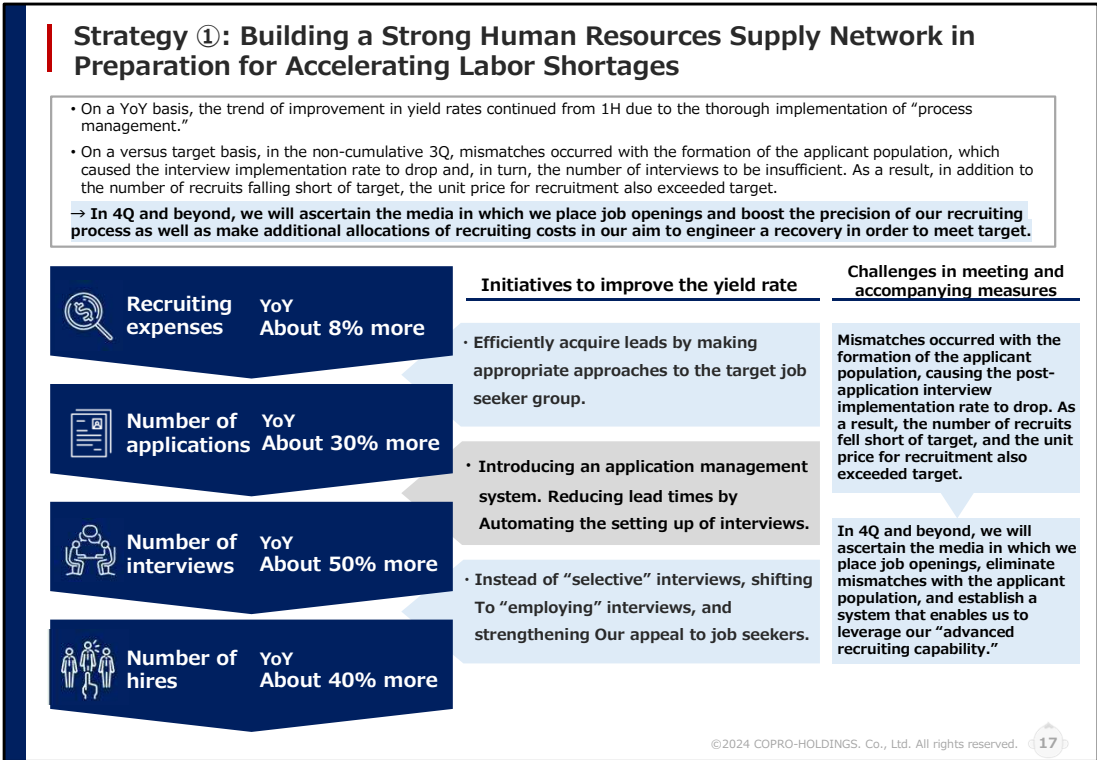 Strategy ①: Building a Strong Human Resources Supply Network in
Preparation for Accelerating Labor Shortages
• On a YoY basis, the trend of improvement in yield rates continued from 1H due to the thorough implementation of “process
management.”
• On a versus target basis, in the non-cumulative 3Q, mismatches occurred with the formation of the applicant population, which
caused the interview implementation rate to drop and, in turn, the number of interviews to be insufficient. As a result, in addition to
the number of recruits falling short of target, the unit price for recruitment also exceeded target.
→ In 4Q and beyond, we will ascertain the media in which we place job openings and boost the precision of our recruiting
process as well as make additional allocations of recruiting costs in our aim to engineer a recovery in order to meet target.
Recruiting
expenses
YoY
About 8% more
Number of
applications
YoY
About 30% more
Number of
interviews
YoY
About 50% more
Number of
hires
YoY
About 40% more
Initiatives to improve the yield rate
・Efficiently acquire leads by making
appropriate approaches to the target job
seeker group.
・Introducing an application management
system. Reducing lead times by
Automating the setting up of interviews.
・Instead of “selective” interviews, shifting
To “employing” interviews, and
strengthening Our appeal to job seekers.
Challenges in meeting and
accompanying measures
Mismatches occurred with the
formation of the applicant
population, causing the post-
application interview
implementation rate to drop. As
a result, the number of recruits
fell short of target, and the unit
price for recruitment also
exceeded target.
In 4Q and beyond, we will
ascertain the media in which we
place job openings, eliminate
mismatches with the applicant
population, and establish a
system that enables us to
leverage our “advanced
recruiting capability.”
©2024 COPRO-HOLDINGS. Co., Ltd. All rights reserved.
17